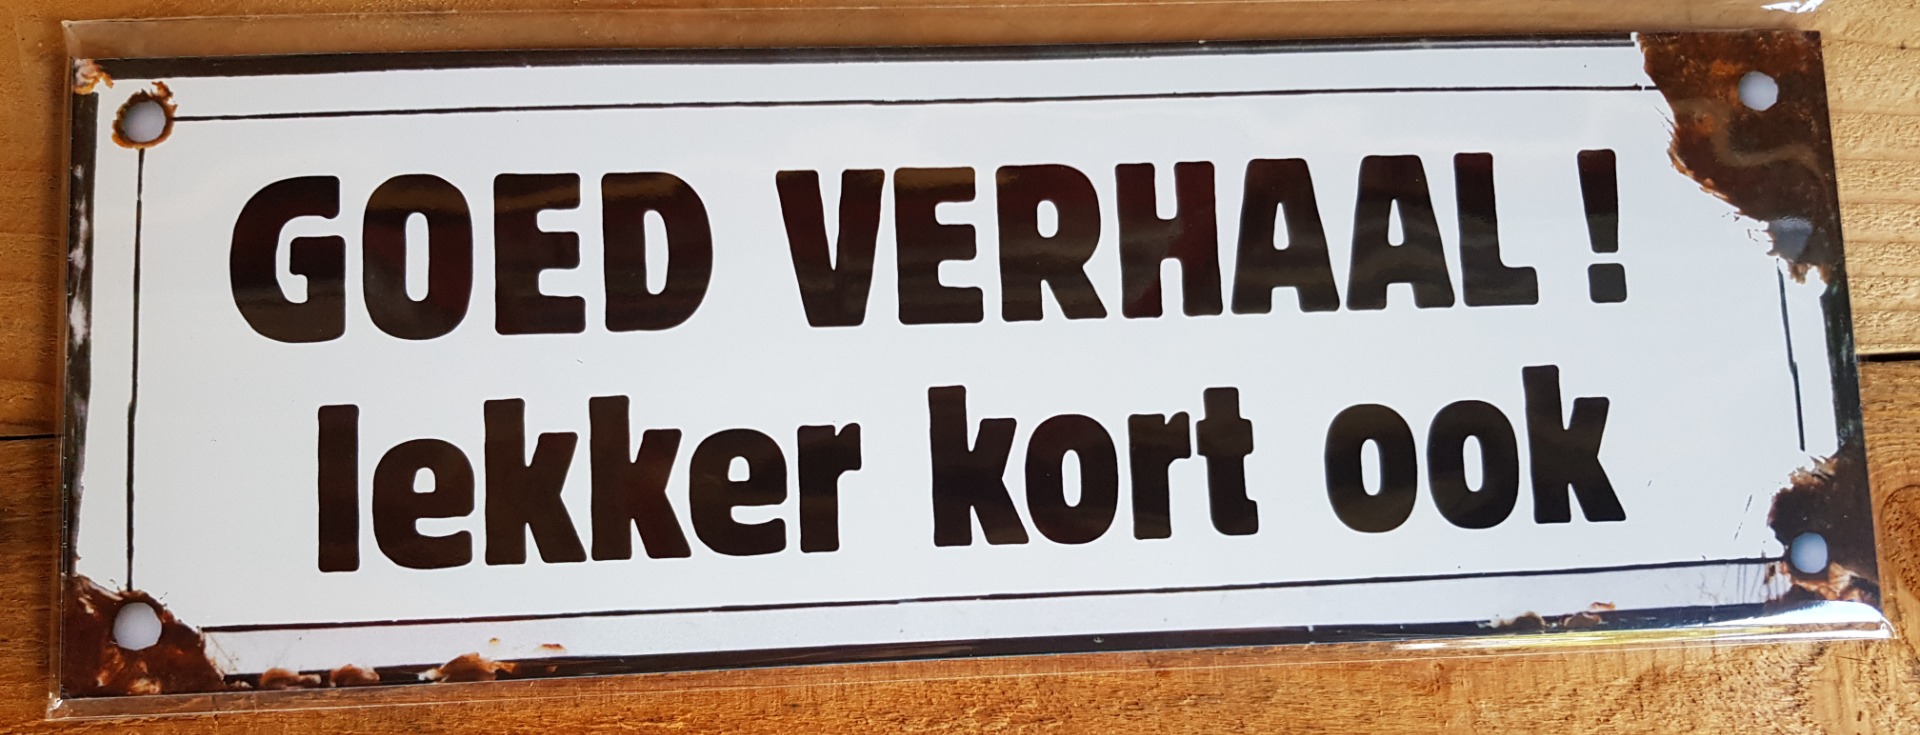 GOED VERHAAL !
lekker kort ook